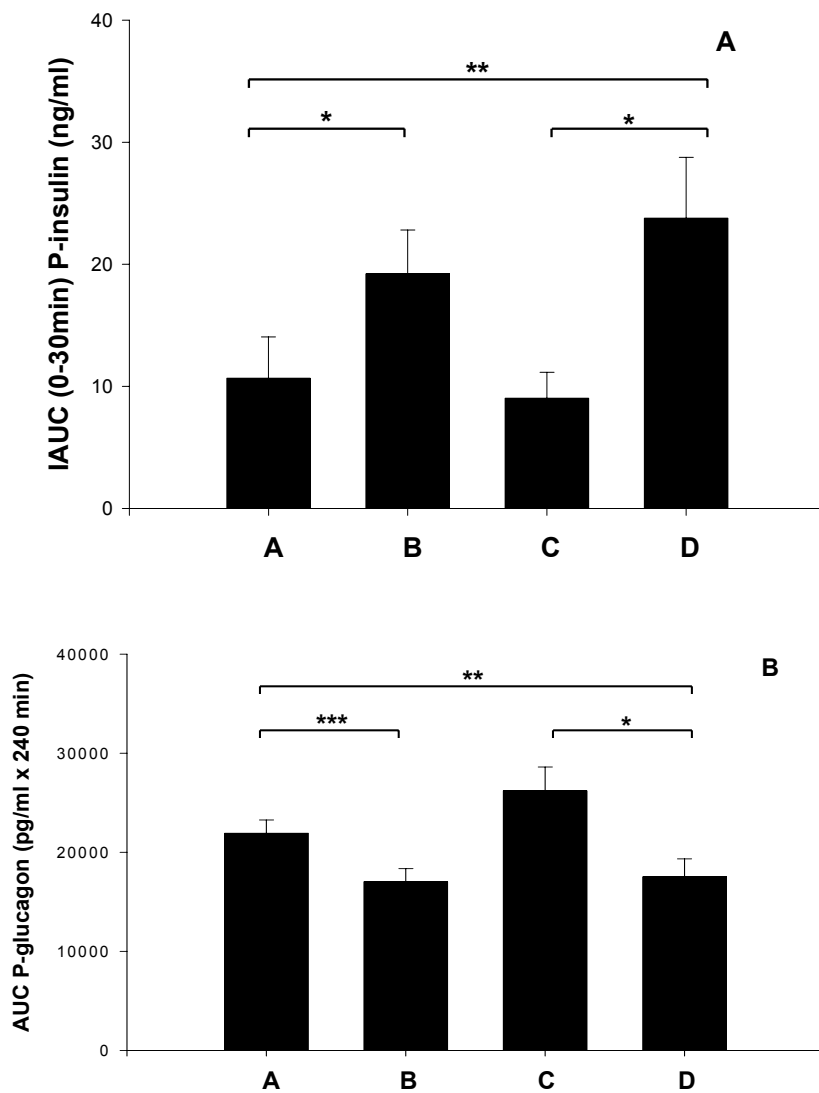 A
IAUC (0-30min) P-insulin (ng/ml)
40
30
20
10
0
**
*
*
A B C D
B
AUC P-glucagon (pg/ml x 240 min)
40000
30000
20000
10000
0
**
***
*
A B C D